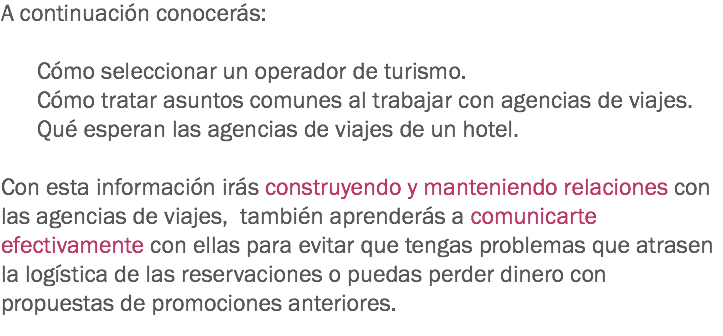 A continuación conocerás:
Cómo seleccionar un operador de turismo.
Cómo tratar asuntos comunes al trabajar con agencias de viajes.
Qué esperan las agencias de viajes de un hotel.
Con esta información irás construyendo y manteniendo relaciones con
las agencias de viajes,  también aprenderás a comunicarte
efectivamente con ellas para evitar que tengas problemas que atrasen
la logística de las reservaciones o puedas perder dinero con
propuestas de promociones anteriores.